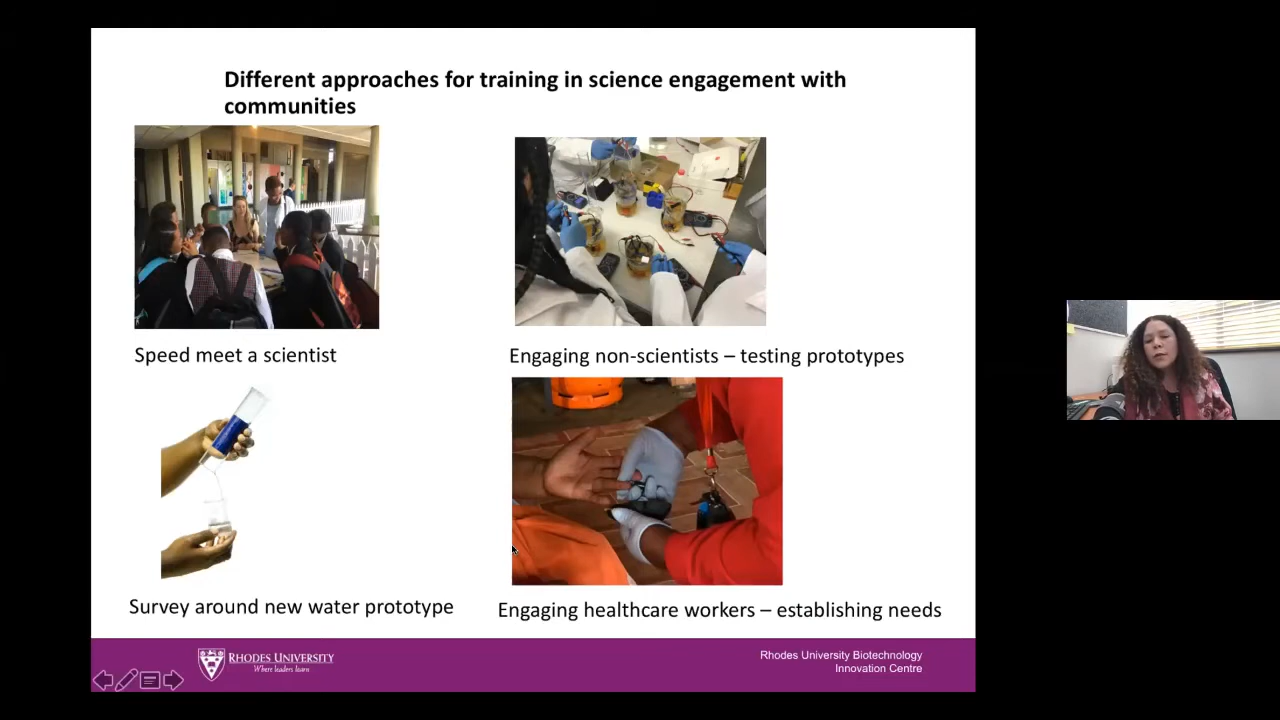 Different approaches for training in science engagement with
communities
Speed meet a scientist
Engaging non-scientists – testing prototypes
Survey around new water prototype
Engaging healthcare workers – establishing needs
RHODES UNIVERSITY
Where leaders learn
Rhodes University Biotechnology
Innovation Centre